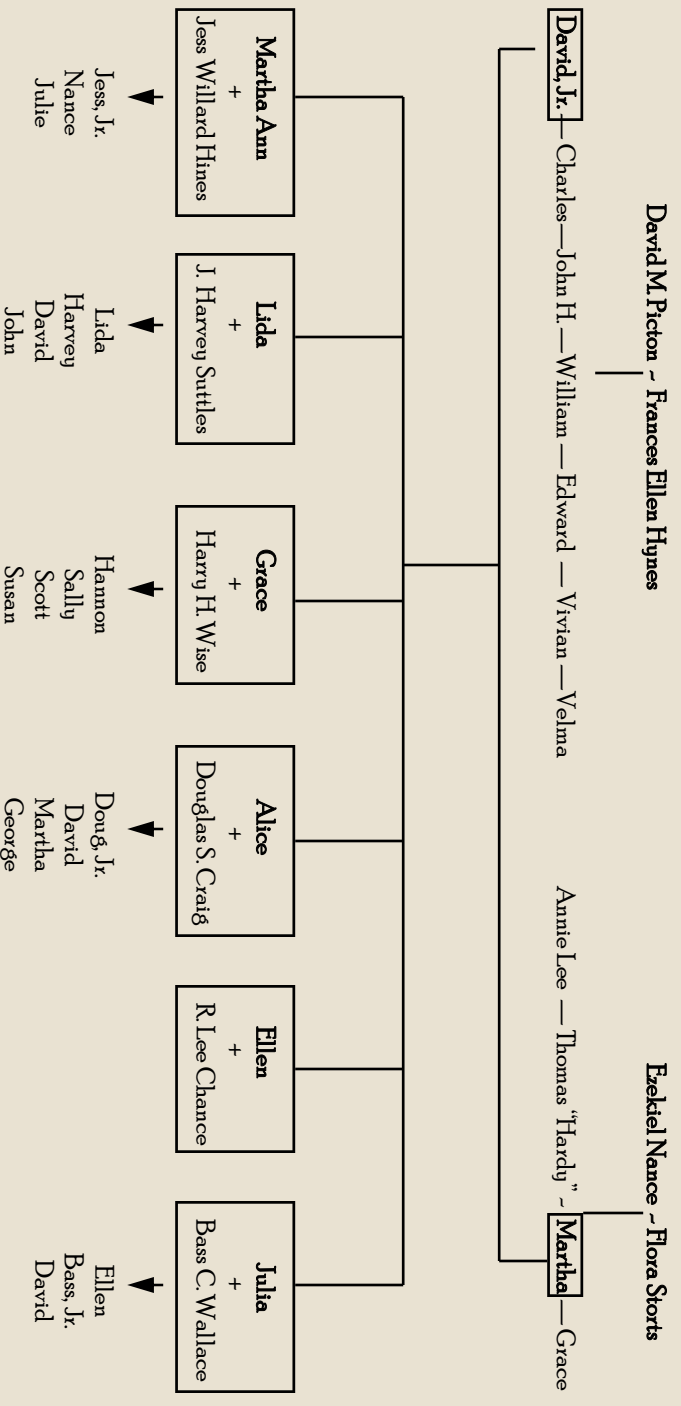 David M. Picton ~ Frances Ellen Hynes
Ezekiel Nance ~ Flora Storts
David, Jr. — Charles — John H. — William — Edward — Vivian — Velma
Annie Lee — Thomas “Hardy” ~ Martha — Grace
Martha Ann
+
Jess Willard Hines
Jess, Jr.
Nance
Julie
Lida
+
J. Harvey Suttles
Lida
Harvey
David
John
Grace
+
Harry H. Wise
Hannon
Sally
Scott
Susan
Alice
+
Douglas S. Craig
Doug, Jr.
David
Martha
George
Ellen
+
R. Lee Chance
Julia
+
Bass C. Wallace
Ellen
Bass, Jr.
David